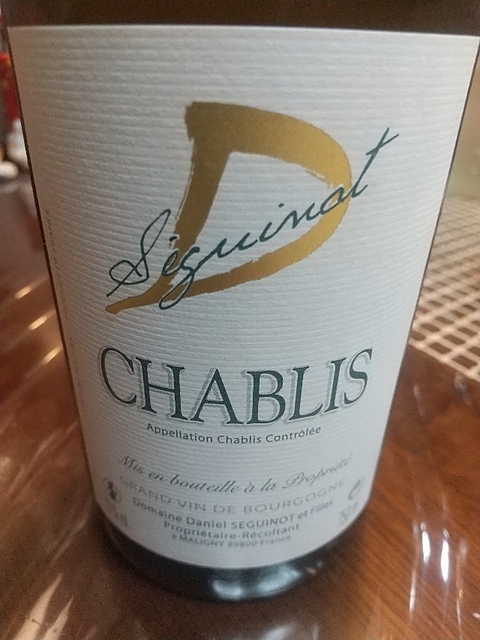 D
Séguinot
CHABLIS
Appellation Chablis Contrôlée
Mis en bouteille à la Propriété
GRAND VIN DE BOURGOGNE
Domaine Daniel SEGUINOT et Filles
Propriétaire-Récoltant
à MALIGNY 89800 France